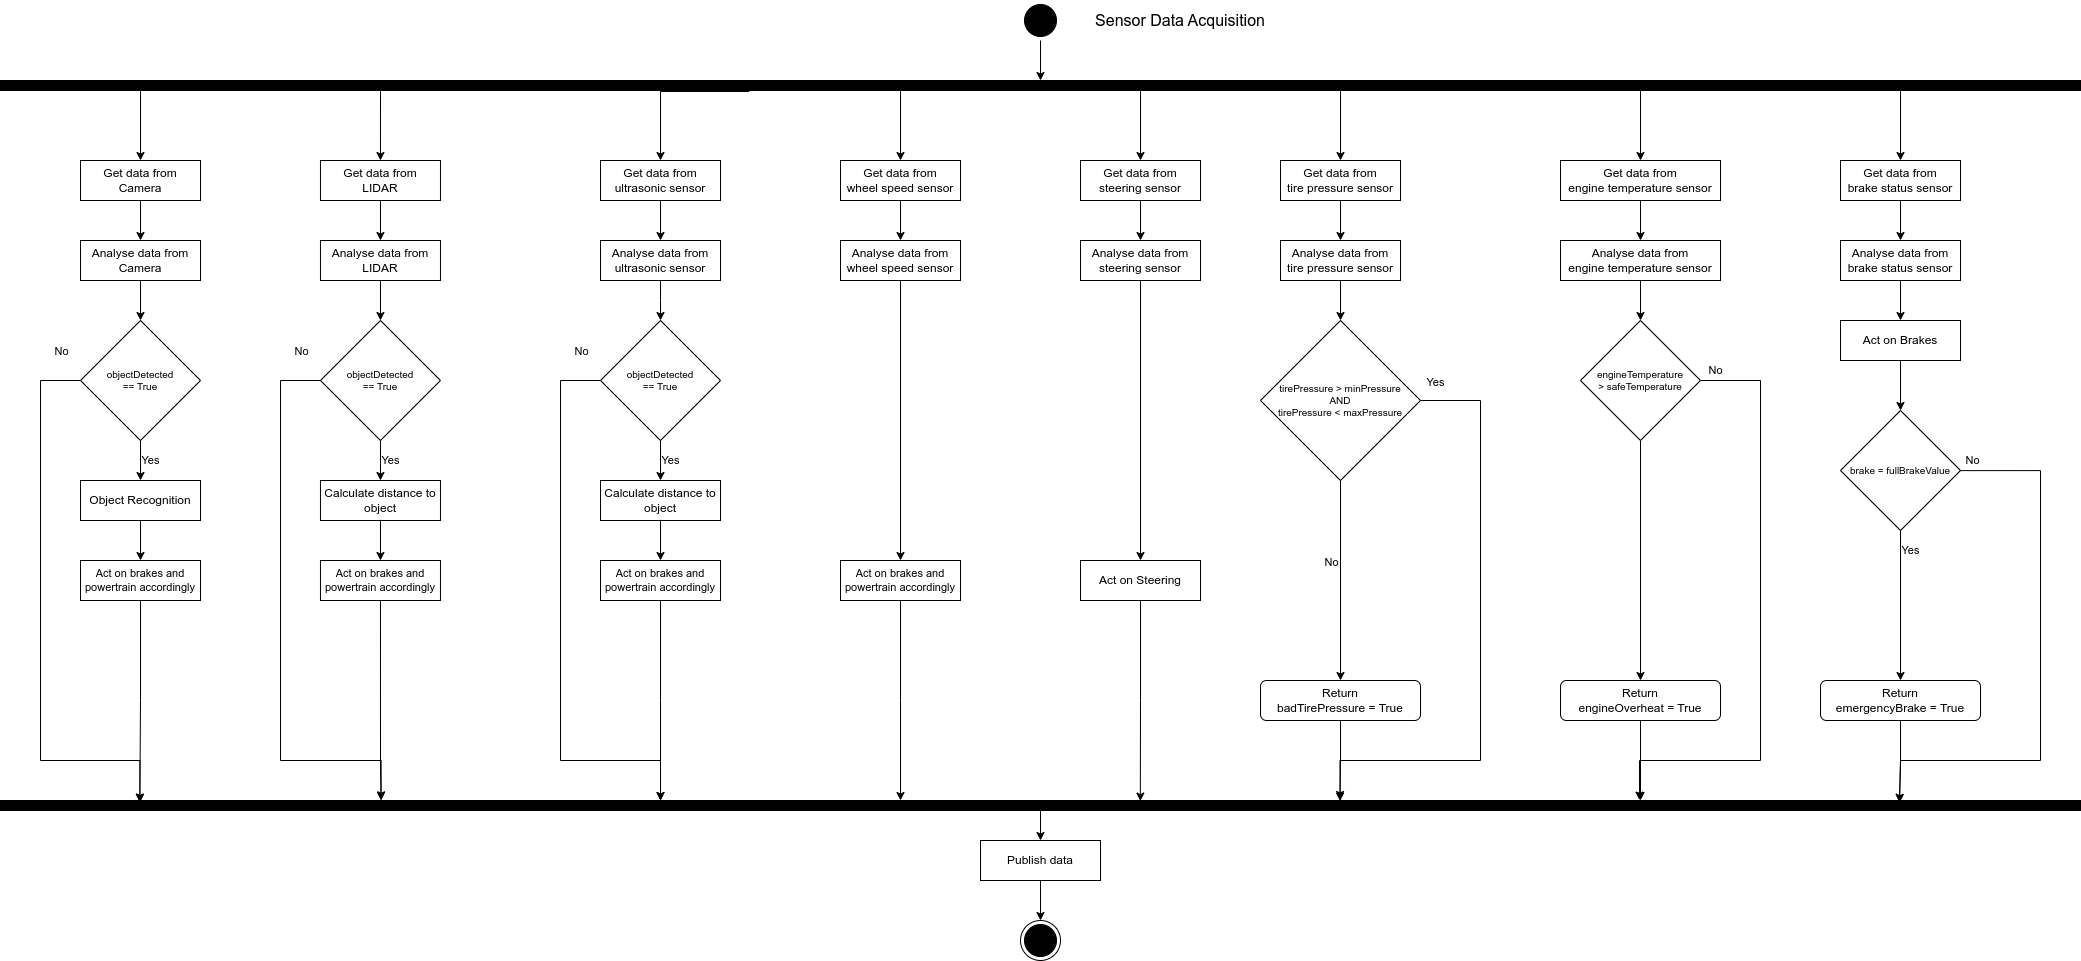 Sensor Data Acquisition
Get data from
Camera
Get data from
LIDAR
Get data from
ultrasonic sensor
Get data from
wheel speed sensor
Get data from
steering sensor
Get data from
tire pressure sensor
Get data from
engine temperature sensor
Get data from
brake status sensor
Analyse data from
Camera
Analyse data from
LIDAR
Analyse data from
ultrasonic sensor
Analyse data from
wheel speed sensor
Analyse data from
steering sensor
Analyse data from
tire pressure sensor
Analyse data from
engine temperature sensor
Analyse data from
brake status sensor
No
objectDetected
== True
No
objectDetected
== True
No
objectDetected
== True
tirePressure > minPressure
AND
tirePressure < maxPressure
Yes
engineTemperature
> safeTemperature
No
Act on Brakes
Yes
Yes
Yes
brake = fullBrakeValue
No
Object Recognition
Calculate distance to
object
Calculate distance to
object
No
Yes
Act on brakes and
powertrain accordingly
Act on brakes and
powertrain accordingly
Act on brakes and
powertrain accordingly
Act on brakes and
powertrain accordingly
Act on Steering
Return
badTirePressure = True
Return
engineOverheat = True
Return
emergencyBrake = True
Publish data